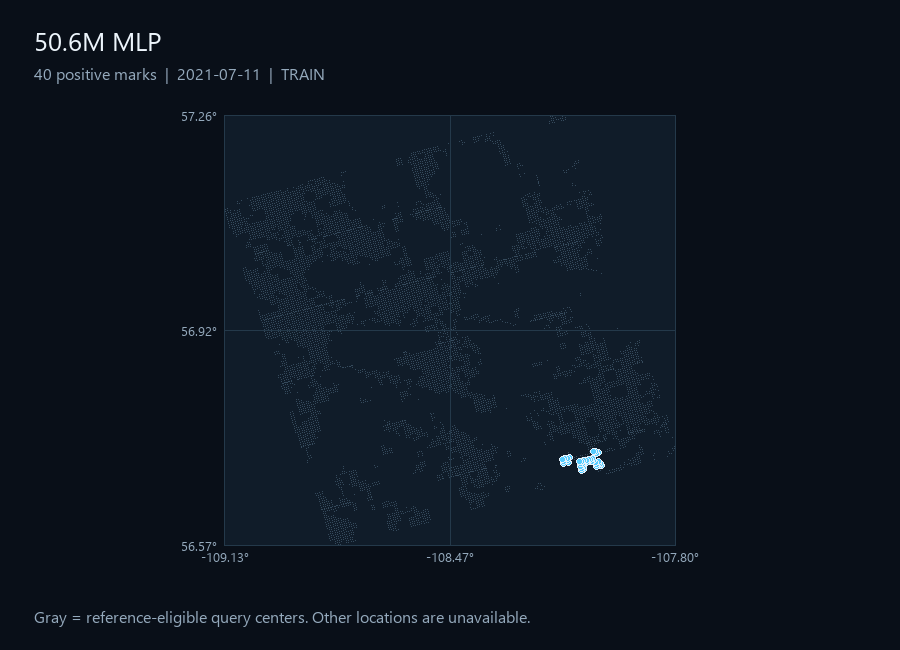 50.6M MLP
40 positive marks | 2021-07-11 | TRAIN
57.26°
56.92°
56.57°
-109.13°
-108.47°
-107.80°
Gray = reference-eligible query centers. Other locations are unavailable.